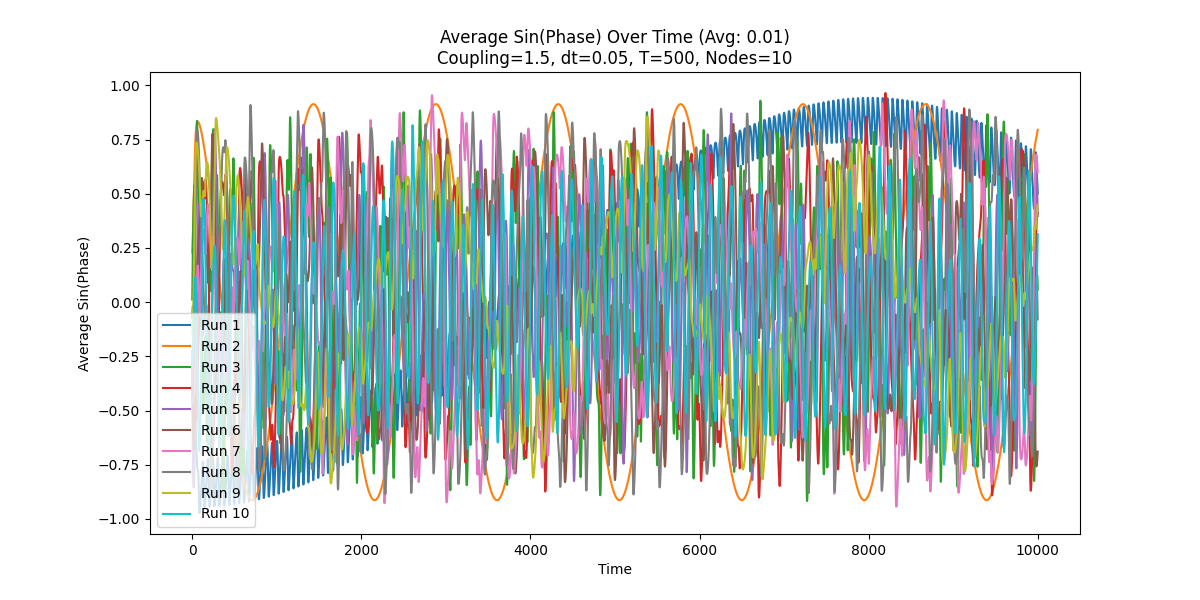 Average Sin(Phase) Over Time (Avg: 0.01)
Coupling=1.5, dt=0.05, T=500, Nodes=10
Average Sin(Phase)
1.00
0.75
0.50
0.25
0.00
−0.25
−0.50
−0.75
−1.00
Run 1
Run 2
Run 3
Run 4
Run 5
Run 6
Run 7
Run 8
Run 9
Run 10
0 2000 4000 6000 8000 10000
Time